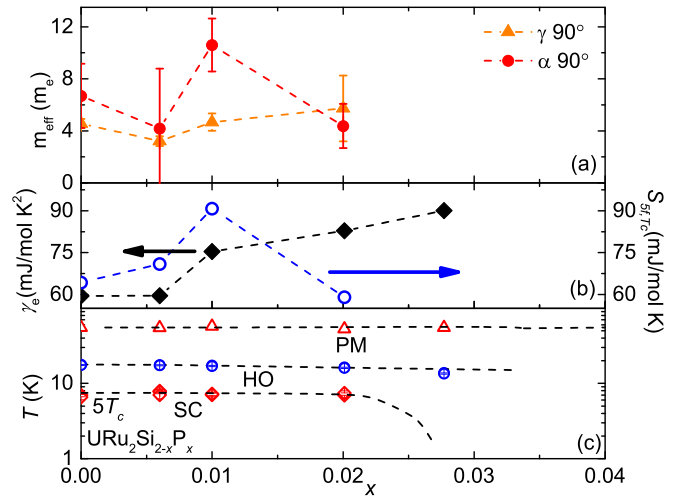 12
8
4
0
m_eff (m_e)
γ 90°
α 90°
(a)
90
75
60
γ_e(mJ/mol K²)
90
75
60
S_5f,Tc(mJ/mol K)
(b)
10
1
T (K)
PM
HO
5T_c SC
URu₂Si₂₋ₓPₓ
(c)
0.00 0.01 0.02 0.03 0.04
x